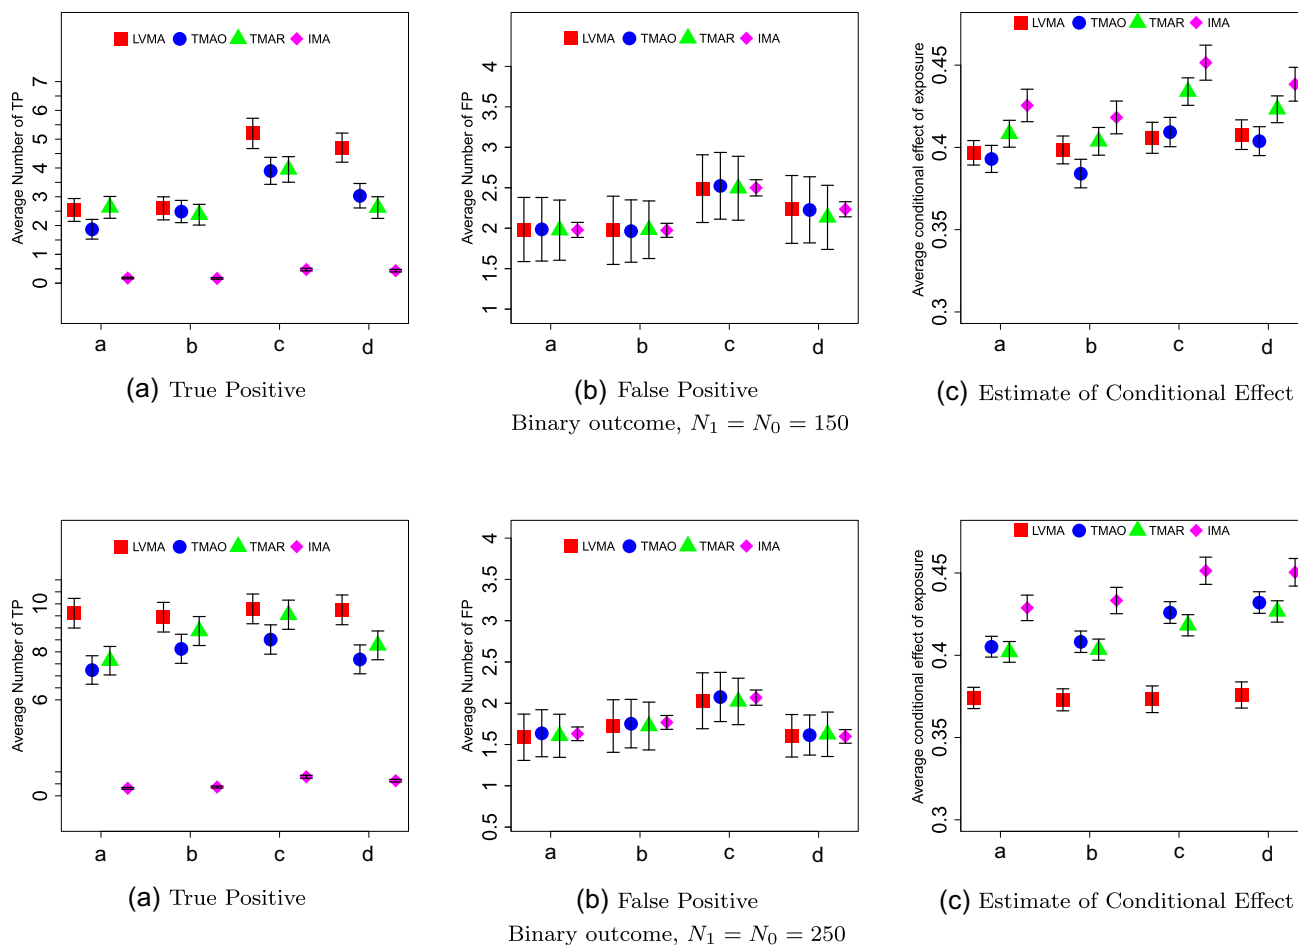 LVMA TMAO TMAR IMA
Average Number of TP
0 1 2 3 4 5 6 7
a b c d
(a) True Positive
LVMA TMAO TMAR IMA
Average Number of FP
1 1.5 2 2.5 3 3.5 4
a b c d
(b) False Positive
LVMA TMAO TMAR IMA
Average conditional effect of exposure
0.3 0.35 0.4 0.45
a b c d
(c) Estimate of Conditional Effect
Binary outcome, N₁ = N₀ = 150
LVMA TMAO TMAR IMA
Average Number of TP
0 6 8 10
a b c d
(a) True Positive
LVMA TMAO TMAR IMA
Average Number of FP
0.5 1 1.5 2 2.5 3 3.5 4
a b c d
(b) False Positive
LVMA TMAO TMAR IMA
Average conditional effect of exposure
0.3 0.35 0.4 0.45
a b c d
(c) Estimate of Conditional Effect
Binary outcome, N₁ = N₀ = 250